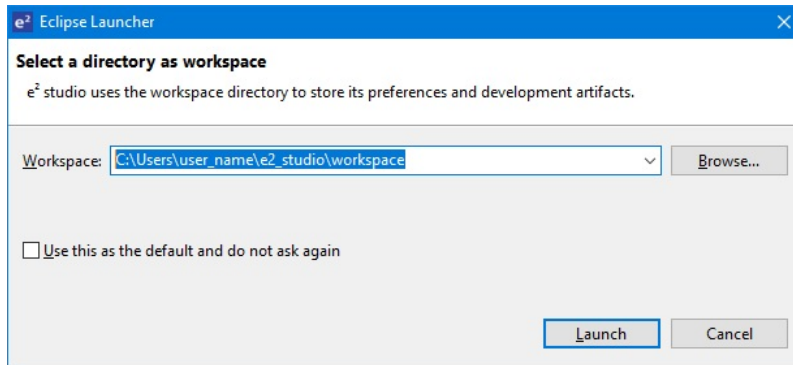 e² Eclipse Launcher
Select a directory as workspace
e² studio uses the workspace directory to store its preferences and development artifacts.
Workspace: C:\Users\user_name\e2_studio\workspace Browse...
Use this as the default and do not ask again
Launch Cancel